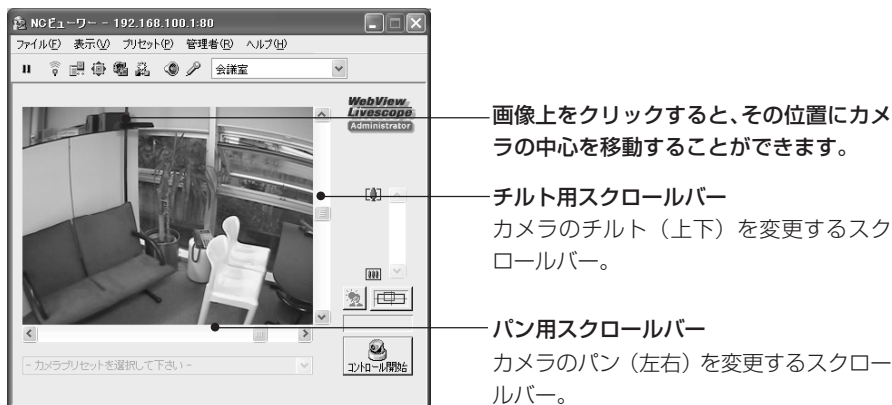 NCビューワー - 192.168.100.1:80
ファイル(F) 表示(V) プリセット(P) 管理者(R) ヘルプ(H)
会議室
WebView
Livescope
Administrator
- カメラプリセットを選択して下さい -
コントロール開始
画像上をクリックすると、その位置にカメ
ラの中心を移動することができます。
チルト用スクロールバー
カメラのチルト（上下）を変更するスク
ロールバー。
パン用スクロールバー
カメラのパン（左右）を変更するスクロー
ルバー。